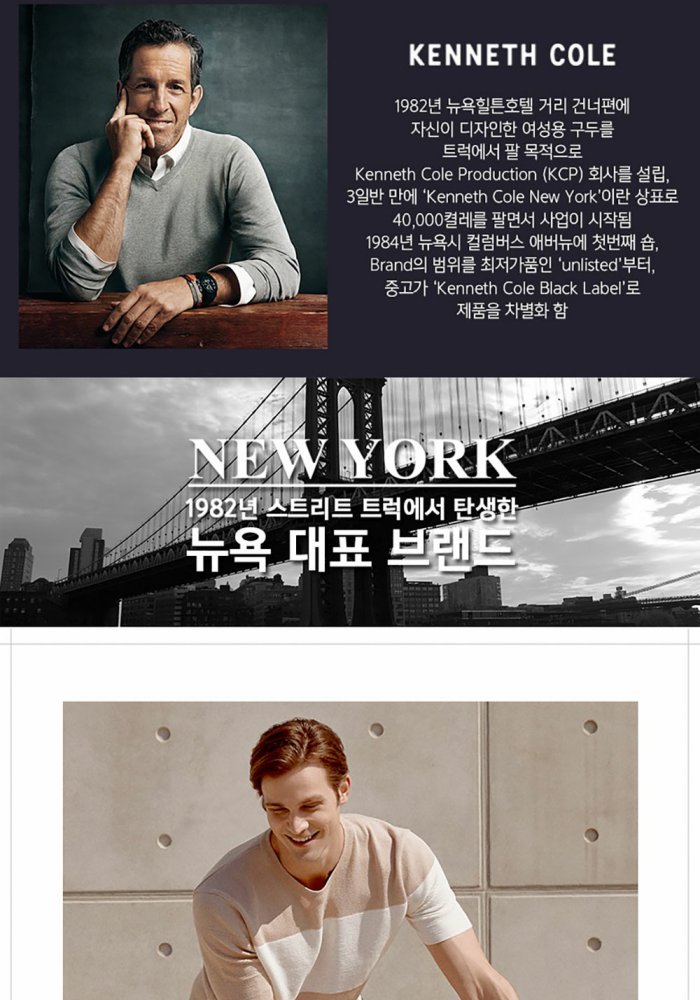 KENNETH COLE
1982년 뉴욕힐튼호텔 거리 건너편에
자신이 디자인한 여성용 구두를
트럭에서 팔 목적으로
Kenneth Cole Production (KCP) 회사를 설립,
3일반 만에 ‘Kenneth Cole New York’이란 상표로
40,000켤레를 팔면서 사업이 시작됨
1984년 뉴욕시 컬럼버스 애버뉴에 첫번째 숍,
Brand의 범위를 최저가품인 ‘unlisted’부터,
중고가 ‘Kenneth Cole Black Label’로
제품을 차별화 함
NEW YORK
1982년 스트리트 트럭에서 탄생한
뉴욕 대표 브랜드